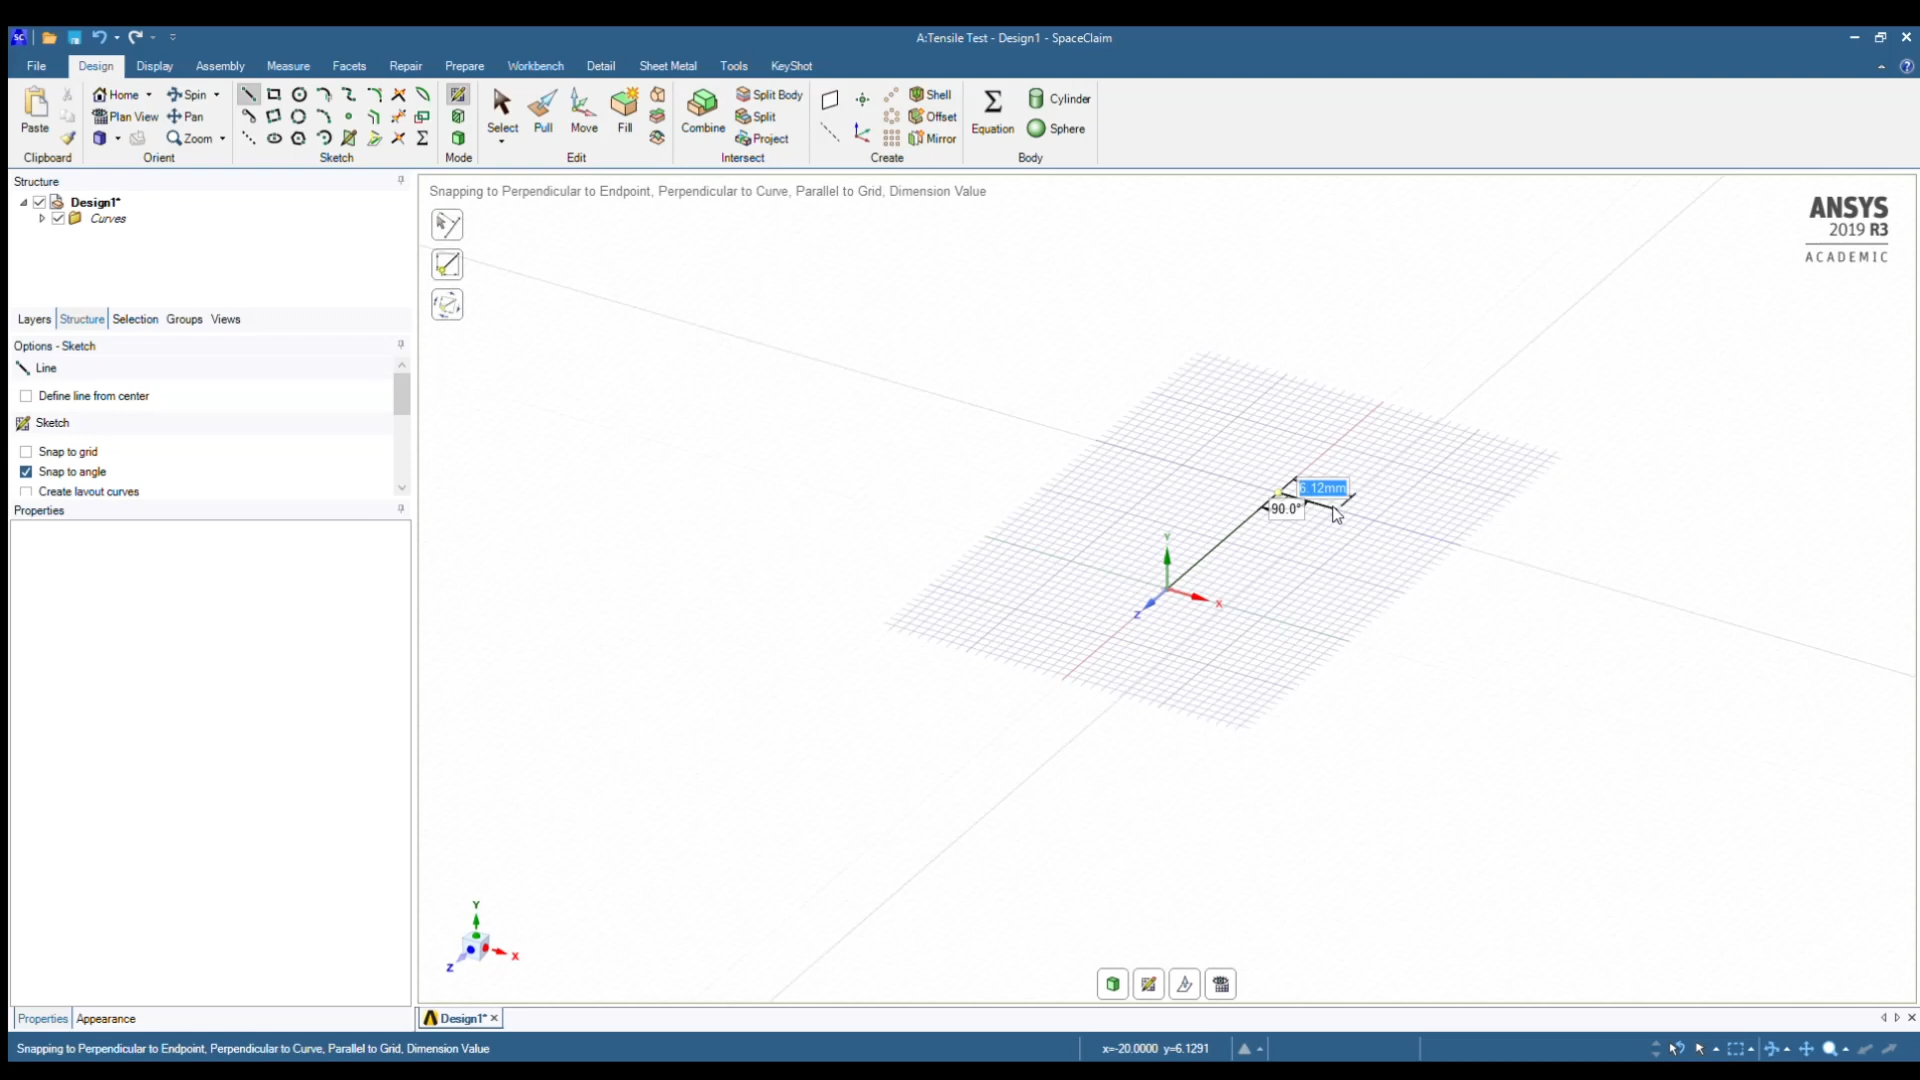 A:Tensile Test - Design1 - SpaceClaim
File Design Display Assembly Measure Facets Repair Prepare Workbench Detail Sheet Metal Tools KeyShot
Paste
Clipboard
Home
Plan View
Spin
Pan
Zoom
Orient
Sketch
Mode
Select
Pull
Move
Fill
Edit
Combine
Split Body
Split
Project
Intersect
Shell
Offset
Mirror
Create
Equation
Cylinder
Sphere
Body
Structure
Design1*
Curves
Layers Structure Selection Groups Views
Options - Sketch
Line
Define line from center
Sketch
Snap to grid
Snap to angle
Create layout curves
Properties
Snapping to Perpendicular to Endpoint, Perpendicular to Curve, Parallel to Grid, Dimension Value
ANSYS
2019 R3
ACADEMIC
6.12mm
90.0°
Y
X
Z
Y
X
Z
Properties Appearance
Design1*
Snapping to Perpendicular to Endpoint, Perpendicular to Curve, Parallel to Grid, Dimension Value
x=-20.0000 y=6.1291